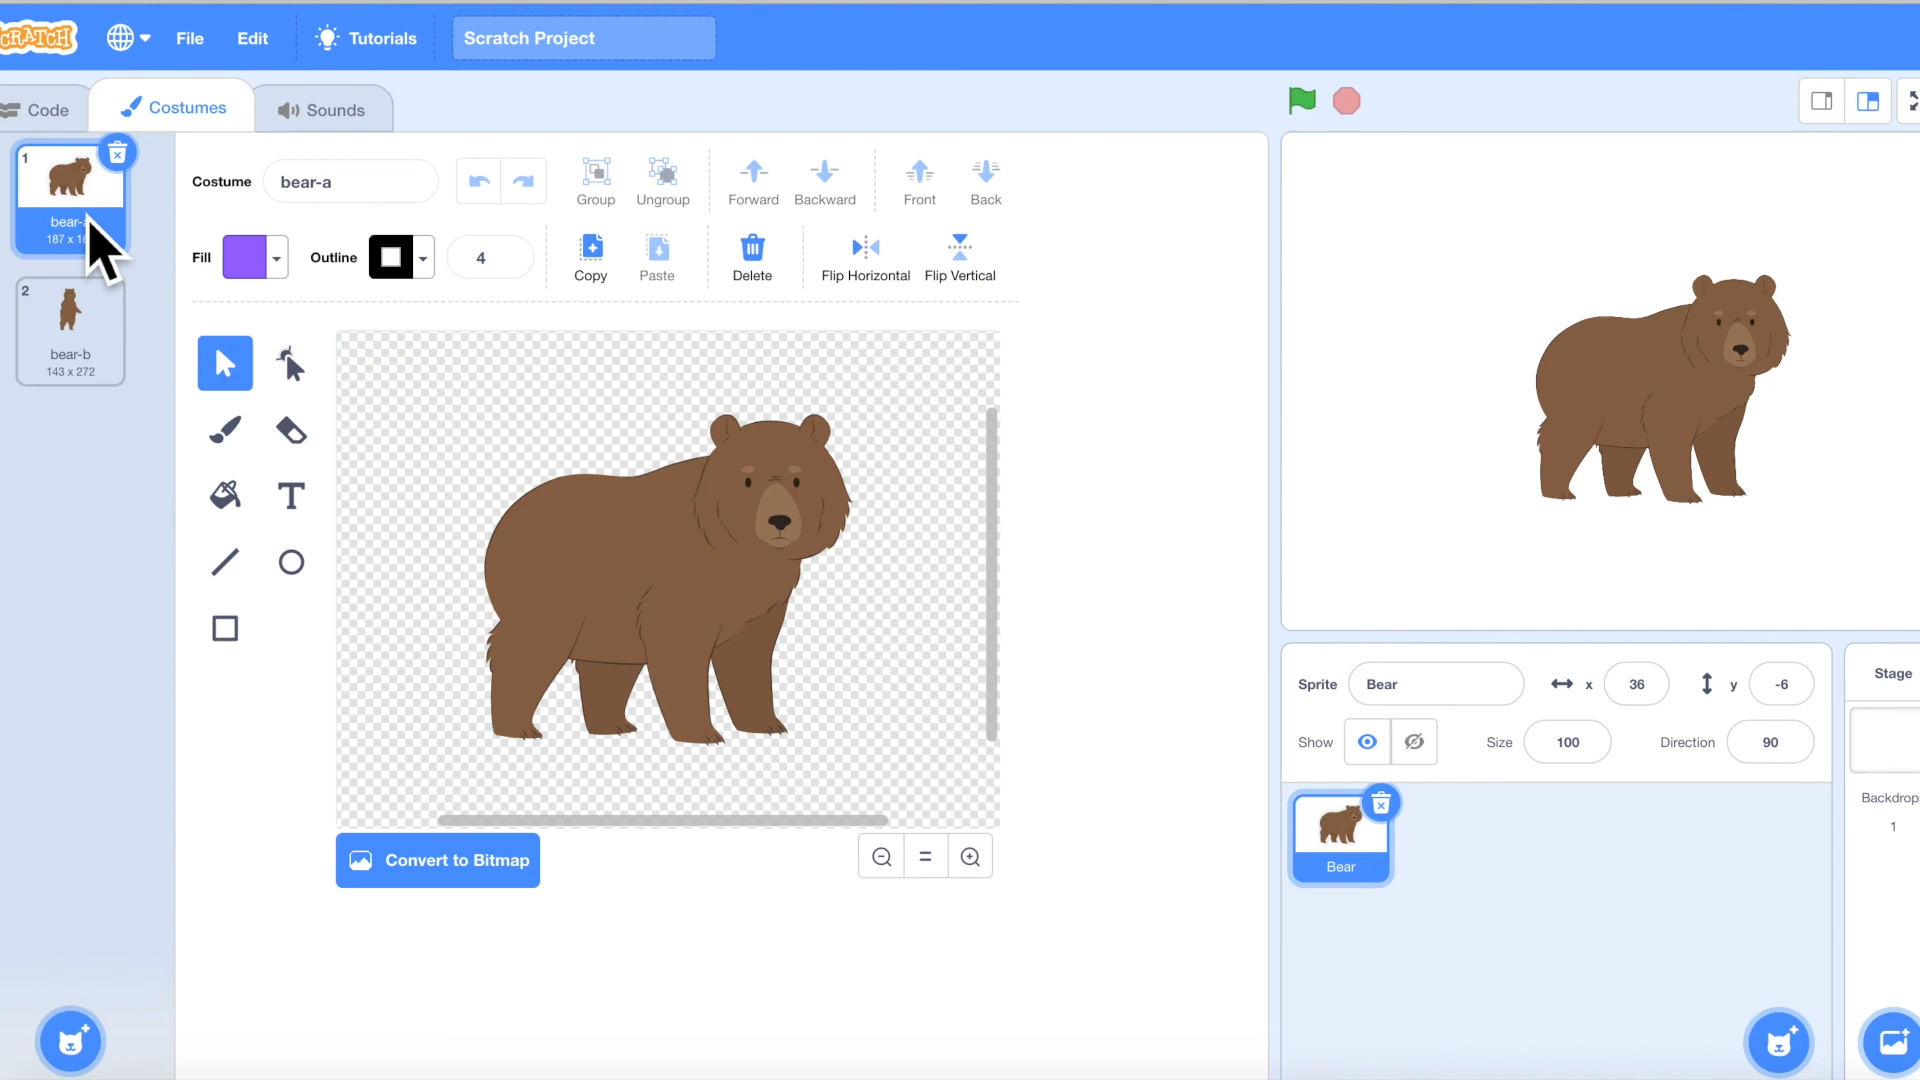 File
Edit
Tutorials
Scratch Project
Code
Costumes
Sounds
1
187 x
2
bear-b
143 x 272
Costume
bear-a
Group
Ungroup
Forward
Backward
Front
Back
Fill
Outline
4
Copy
Paste
Delete
Flip Horizontal
Flip Vertical
Convert to Bitmap
Sprite
Bear
x
36
y
-6
Show
Size
100
Direction
90
Bear
Stage
1